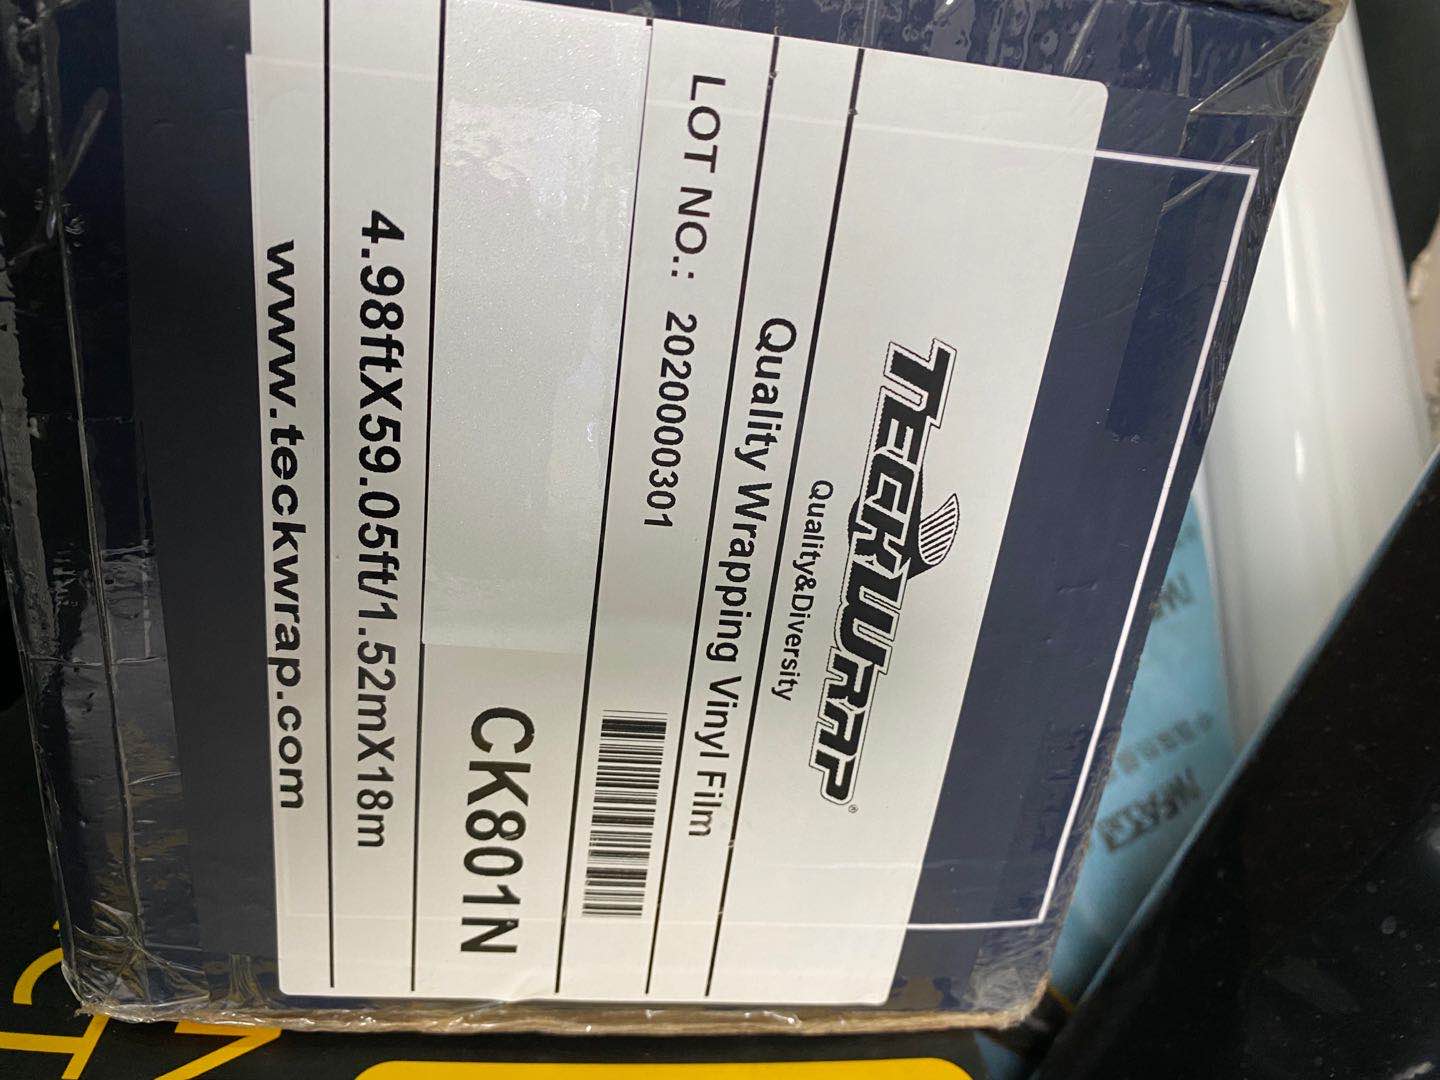 TECKWRAP®
Quality&Diversity
Quality Wrapping Vinyl Film
LOT NO.: 2020000301
CK801N
4.98ftX59.05ft/1.52mX18m
www.teckwrap.com